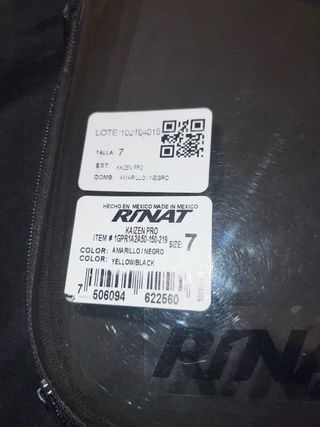 LOTE:102104016
TALLA: 7
EST: KAIZEN PRO
COMB: AMARILLO / NEGRO
HECHO EN MEXICO MADE IN MEXICO
RINAT
KAIZEN PRO
ITEM # 1GPR1A2A50-150-219
SIZE: 7
COLOR: AMARILLO/NEGRO
COLOR: YELLOW/BLACK
7 506094 622560
RINAT